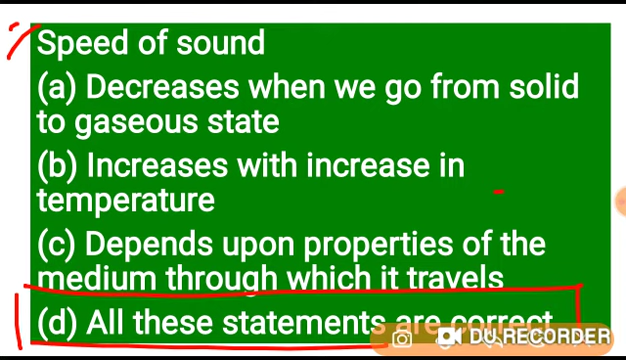 Speed of sound
(a) Decreases when we go from solid
to gaseous state
(b) Increases with increase in
temperature
(c) Depends upon properties of the
medium through which it travels
(d) All these statements are correct
DU RECORDER